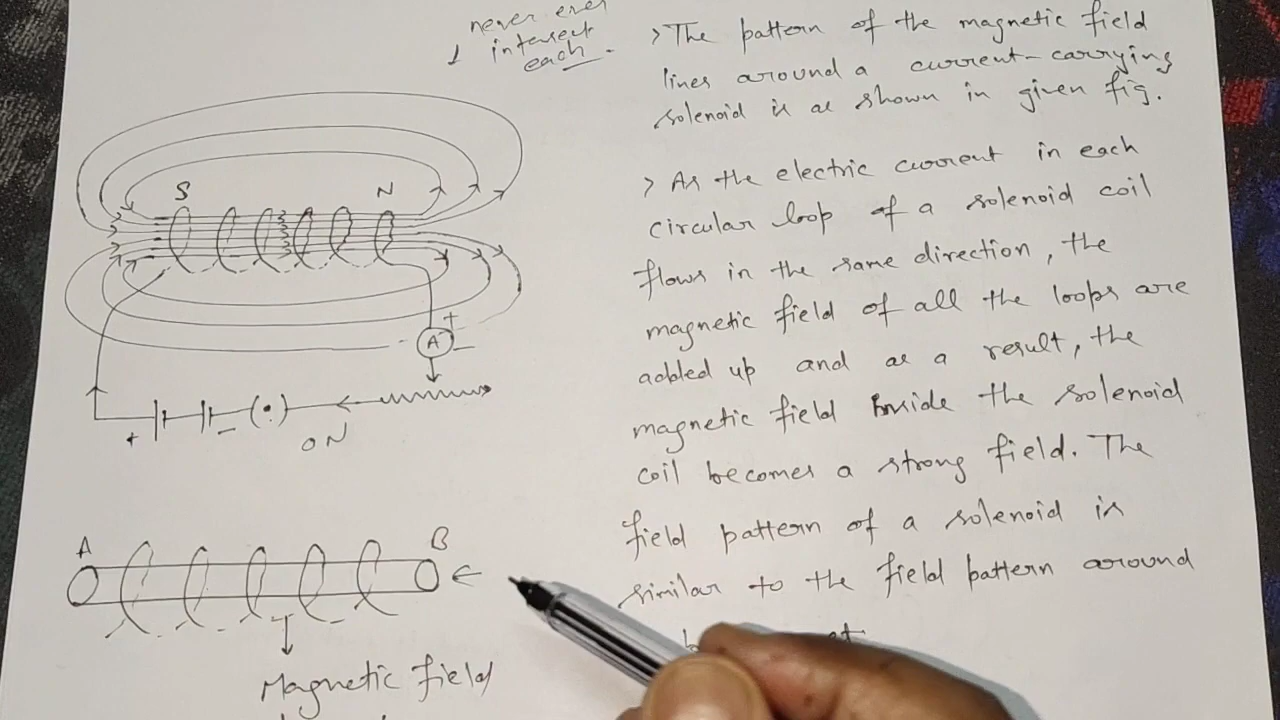 never ever
intersect
each.
S
N
+
A
-
+
-
(•)
ON
A
B
Magnetic field
> The pattern of the magnetic field
lines around a current-carrying
solenoid is as shown in given fig.
> As the electric current in each
circular loop of a solenoid coil
flows in the same direction, the
magnetic field of all the loops are
added up and as a result, the
magnetic field inside the solenoid
coil becomes a strong field. The
field pattern of a solenoid is
similar to the field pattern around